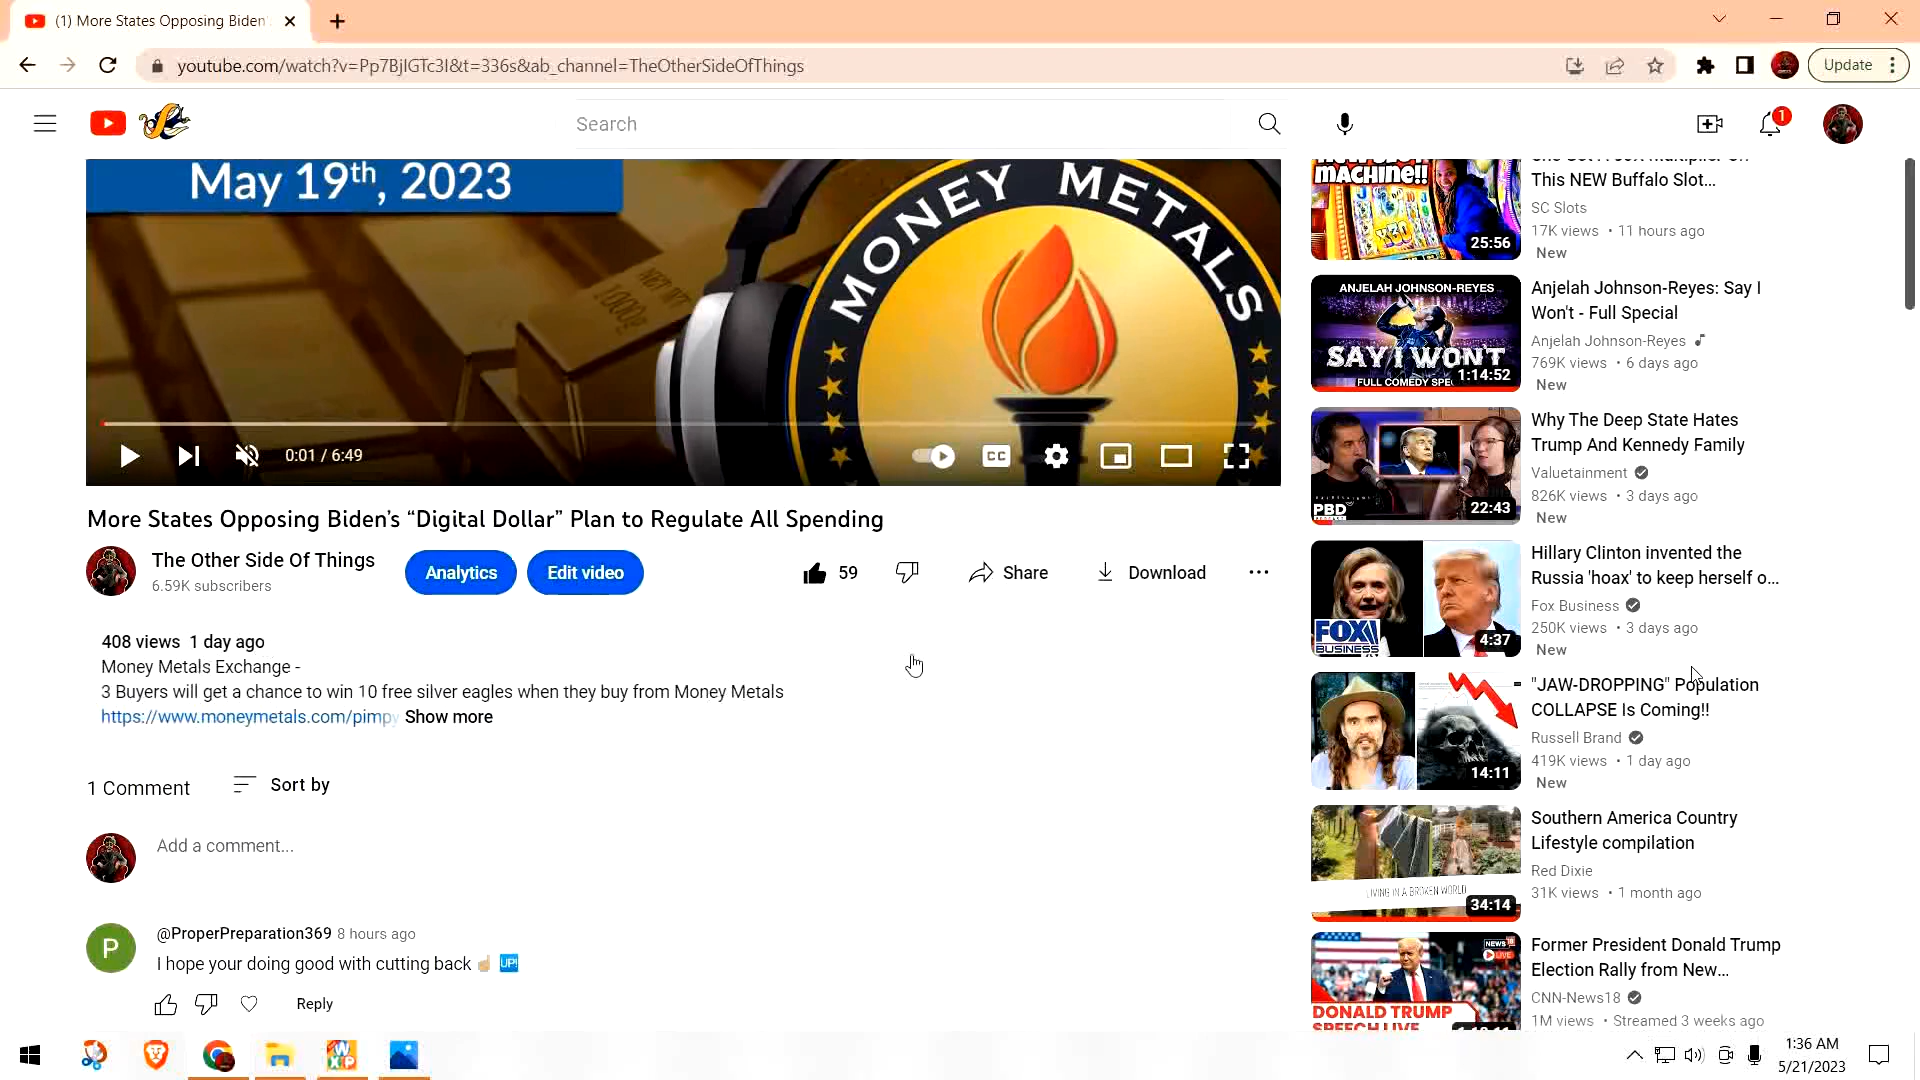 (1) More States Opposing Biden'
youtube.com/watch?v=Pp7BjIGTc3I&t=336s&ab_channel=TheOtherSideOfThings
Update
Search
1
May 19th, 2023
NET WT
1000g
MONEY METALS
0:01 / 6:49
CC
More States Opposing Biden's “Digital Dollar” Plan to Regulate All Spending
The Other Side Of Things
6.59K subscribers
Analytics
Edit video
59
Share
Download
408 views 1 day ago
Money Metals Exchange -
3 Buyers will get a chance to win 10 free silver eagles when they buy from Money Metals
https://www.moneymetals.com/pimpy Show more
1 Comment
Sort by
Add a comment...
P
@ProperPreparation369 8 hours ago
I hope your doing good with cutting back ☝🏼 🆙
Reply
MACHINE!!
25:56
This NEW Buffalo Slot...
SC Slots
17K views • 11 hours ago
New
ANJELAH JOHNSON-REYES
SAY I WON'T
FULL COMEDY SPE
1:14:52
Anjelah Johnson-Reyes: Say I
Won't - Full Special
Anjelah Johnson-Reyes
769K views • 6 days ago
New
PBD
22:43
Why The Deep State Hates
Trump And Kennedy Family
Valuetainment
826K views • 3 days ago
New
FOX
BUSINESS
4:37
Hillary Clinton invented the
Russia 'hoax' to keep herself o...
Fox Business
250K views • 3 days ago
New
14:11
"JAW-DROPPING" Population
COLLAPSE Is Coming!!
Russell Brand
419K views • 1 day ago
New
LIVING IN A BROKEN WORLD
34:14
Southern America Country
Lifestyle compilation
Red Dixie
31K views • 1 month ago
NEWS18
LIVE
DONALD TRUMP
SPEECH LIVE
Former President Donald Trump
Election Rally from New...
CNN-News18
1M views • Streamed 3 weeks ago
1:36 AM
5/21/2023